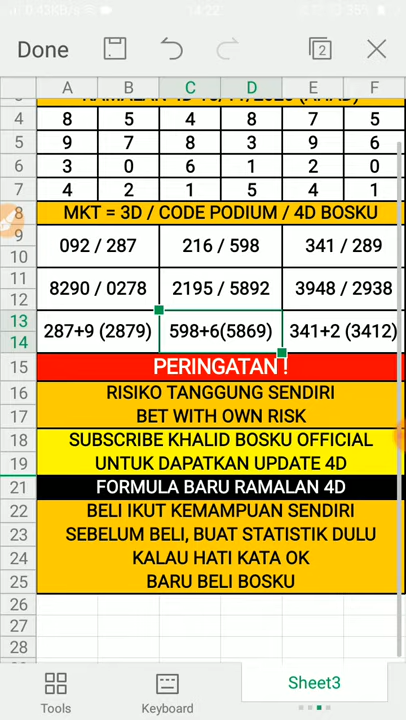 0.43KB/s
14:22
35%
Done
2
A B C D E F
4 8 5 4 8 7 5
5 9 7 8 3 9 6
6 3 0 6 1 2 0
7 4 2 1 5 4 1
8 MKT = 3D / CODE PODIUM / 4D BOSKU
9 092 / 287 216 / 598 341 / 289
10
11 8290 / 0278 2195 / 5892 3948 / 2938
12
13 287+9 (2879) 598+6(5869) 341+2 (3412)
14
15 PERINGATAN !
16 RISIKO TANGGUNG SENDIRI
17 BET WITH OWN RISK
18 SUBSCRIBE KHALID BOSKU OFFICIAL
19 UNTUK DAPATKAN UPDATE 4D
21 FORMULA BARU RAMALAN 4D
22 BELI IKUT KEMAMPUAN SENDIRI
23 SEBELUM BELI, BUAT STATISTIK DULU
24 KALAU HATI KATA OK
25 BARU BELI BOSKU
26
27
28
Tools Keyboard Sheet3